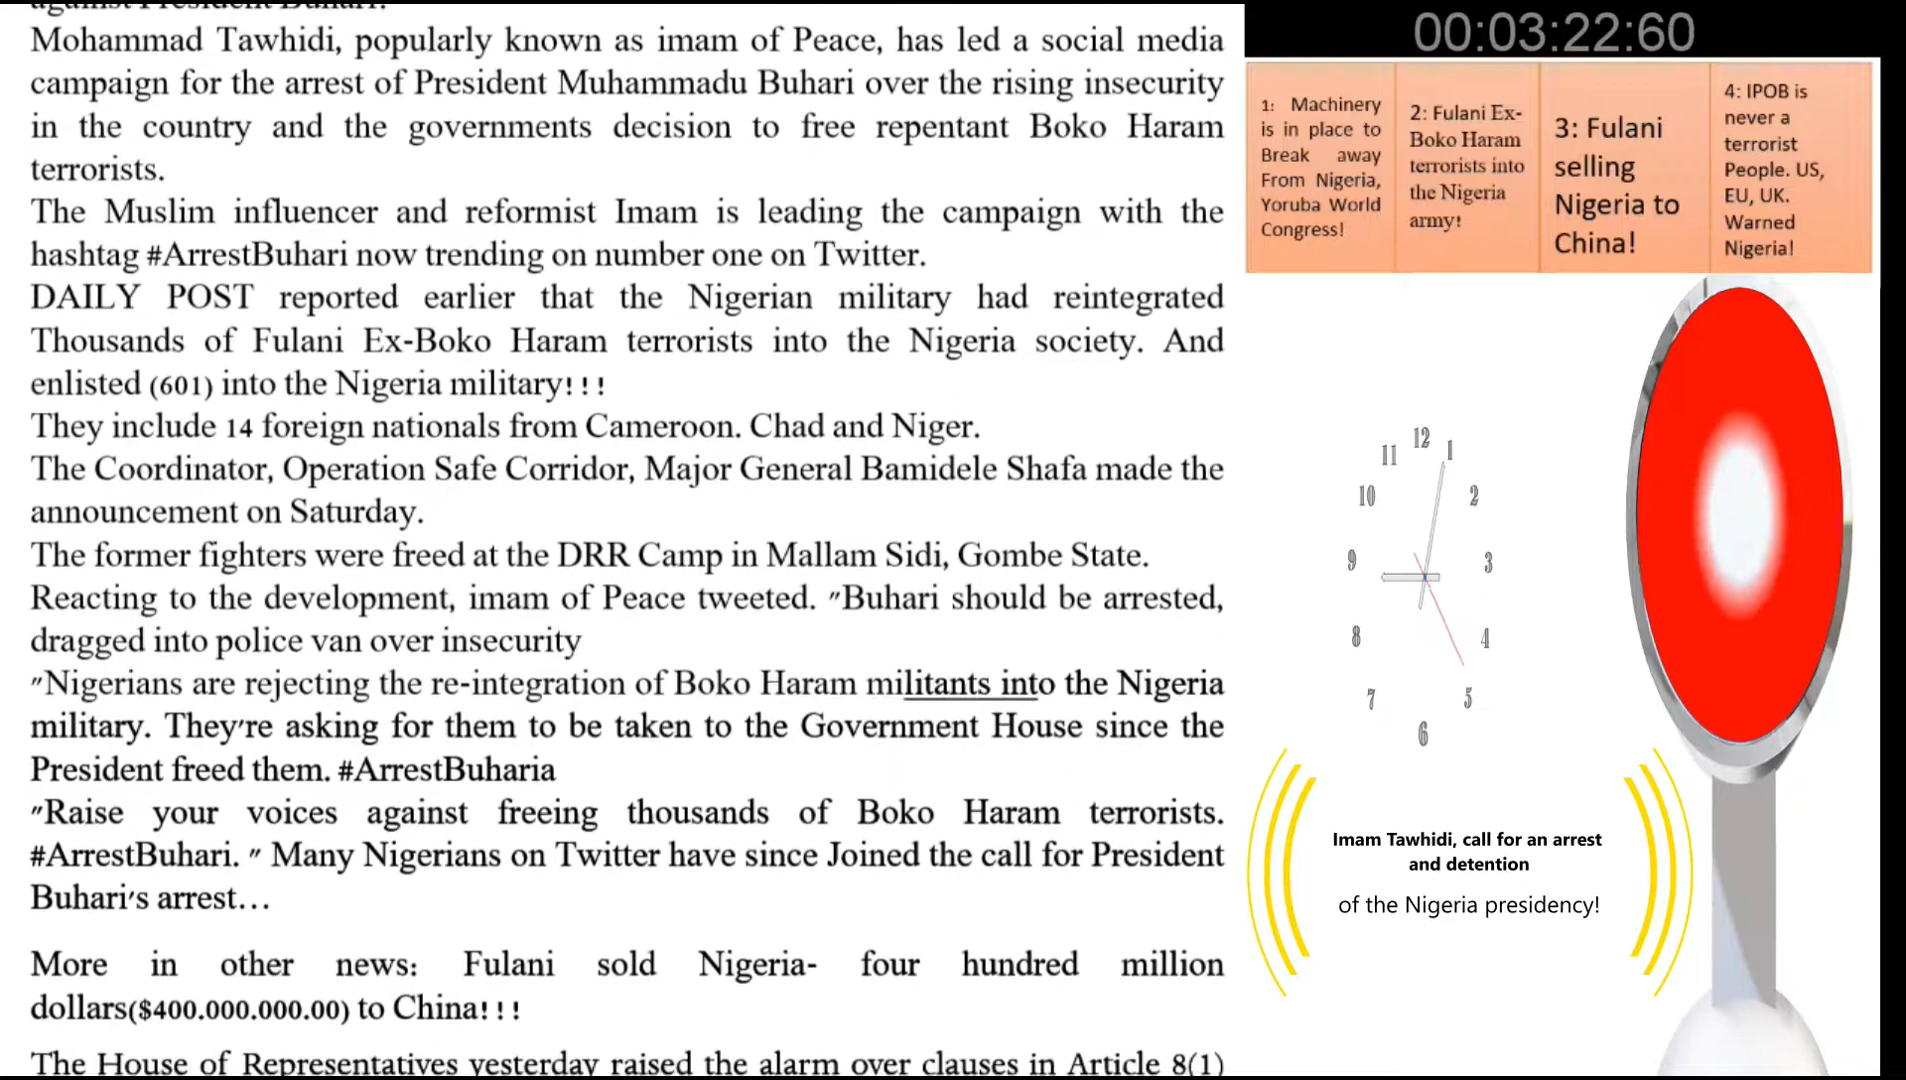 against President Buhari.
Mohammad Tawhidi, popularly known as imam of Peace, has led a social media
campaign for the arrest of President Muhammadu Buhari over the rising insecurity
in the country and the governments decision to free repentant Boko Haram
terrorists.
The Muslim influencer and reformist Imam is leading the campaign with the
hashtag #ArrestBuhari now trending on number one on Twitter.
DAILY POST reported earlier that the Nigerian military had reintegrated
Thousands of Fulani Ex-Boko Haram terrorists into the Nigeria society. And
enlisted (601) into the Nigeria military!!!
They include 14 foreign nationals from Cameroon. Chad and Niger.
The Coordinator, Operation Safe Corridor, Major General Bamidele Shafa made the
announcement on Saturday.
The former fighters were freed at the DRR Camp in Mallam Sidi, Gombe State.
Reacting to the development, imam of Peace tweeted. "Buhari should be arrested,
dragged into police van over insecurity
"Nigerians are rejecting the re-integration of Boko Haram militants into the Nigeria
military. They're asking for them to be taken to the Government House since the
President freed them. #ArrestBuharia
"Raise your voices against freeing thousands of Boko Haram terrorists.
#ArrestBuhari. " Many Nigerians on Twitter have since Joined the call for President
Buhari's arrest...
More in other news: Fulani sold Nigeria- four hundred million
dollars($400.000.000.00) to China!!!
The House of Representatives yesterday raised the alarm over clauses in Article 8(1)
00:03:22:60
1: Machinery
is in place to
Break away
From Nigeria,
Yoruba World
Congress!
2: Fulani Ex-
Boko Haram
terrorists into
the Nigeria
army!
3: Fulani
selling
Nigeria to
China!
4: IPOB is
never a
terrorist
People. US,
EU, UK.
Warned
Nigeria!
12
1
2
3
4
5
6
7
8
9
10
11
Imam Tawhidi, call for an arrest
and detention
of the Nigeria presidency!